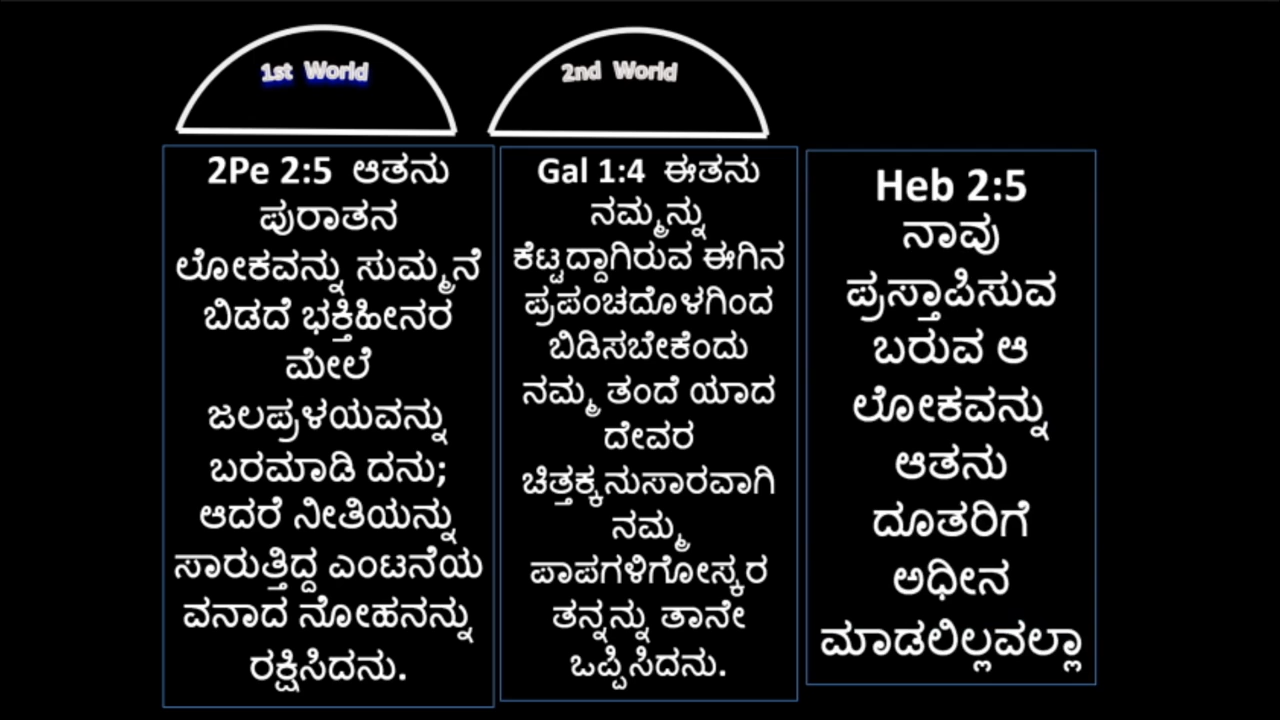 1st World
2nd World
2Pe 2:5 ಆತನು
ಪುರಾತನ
ಲೋಕವನ್ನು ಸುಮ್ಮನೆ
ಬಿಡದೆ ಭಕ್ತಿಹೀನರ
ಮೇಲೆ
ಜಲಪ್ರಳಯವನ್ನು
ಬರಮಾಡಿ ದನು;
ಆದರೆ ನೀತಿಯನ್ನು
ಸಾರುತ್ತಿದ್ದ ಎಂಟನೆಯ
ವನಾದ ನೋಹನನ್ನು
ರಕ್ಷಿಸಿದನು.
Gal 1:4 ಈತನು
ನಮ್ಮನ್ನು
ಕೆಟ್ಟದ್ದಾಗಿರುವ ಈಗಿನ
ಪ್ರಪಂಚದೊಳಗಿಂದ
ಬಿಡಿಸಬೇಕೆಂದು
ನಮ್ಮ ತಂದೆ ಯಾದ
ದೇವರ
ಚಿತ್ತಕ್ಕನುಸಾರವಾಗಿ
ನಮ್ಮ
ಪಾಪಗಳಿಗೋಸ್ಕರ
ತನ್ನನ್ನು ತಾನೇ
ಒಪ್ಪಿಸಿದನು.
Heb 2:5
ನಾವು
ಪ್ರಸ್ತಾಪಿಸುವ
ಬರುವ ಆ
ಲೋಕವನ್ನು
ಆತನು
ದೂತರಿಗೆ
ಅಧೀನ
ಮಾಡಲಿಲ್ಲವಲ್ಲಾ